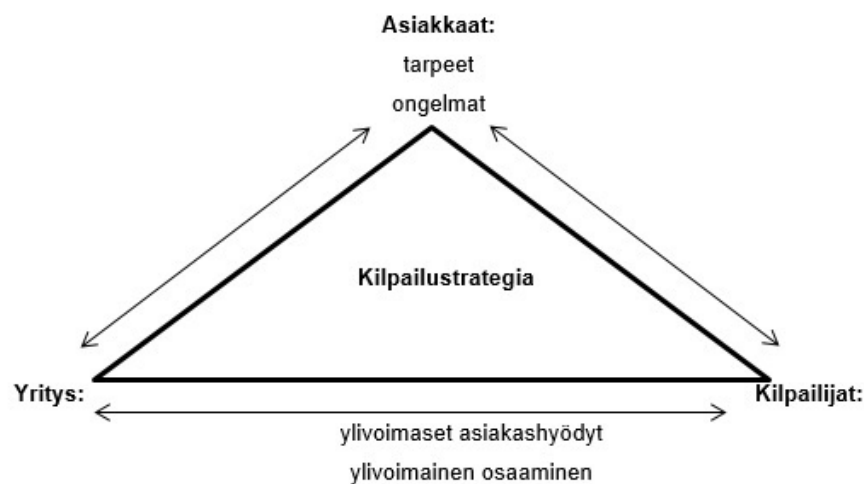 Asiakkaat:
tarpeet
ongelmat
Kilpailustrategia
Yritys:
Kilpailijat:
ylivoimaset asiakashyödyt
ylivoimainen osaaminen